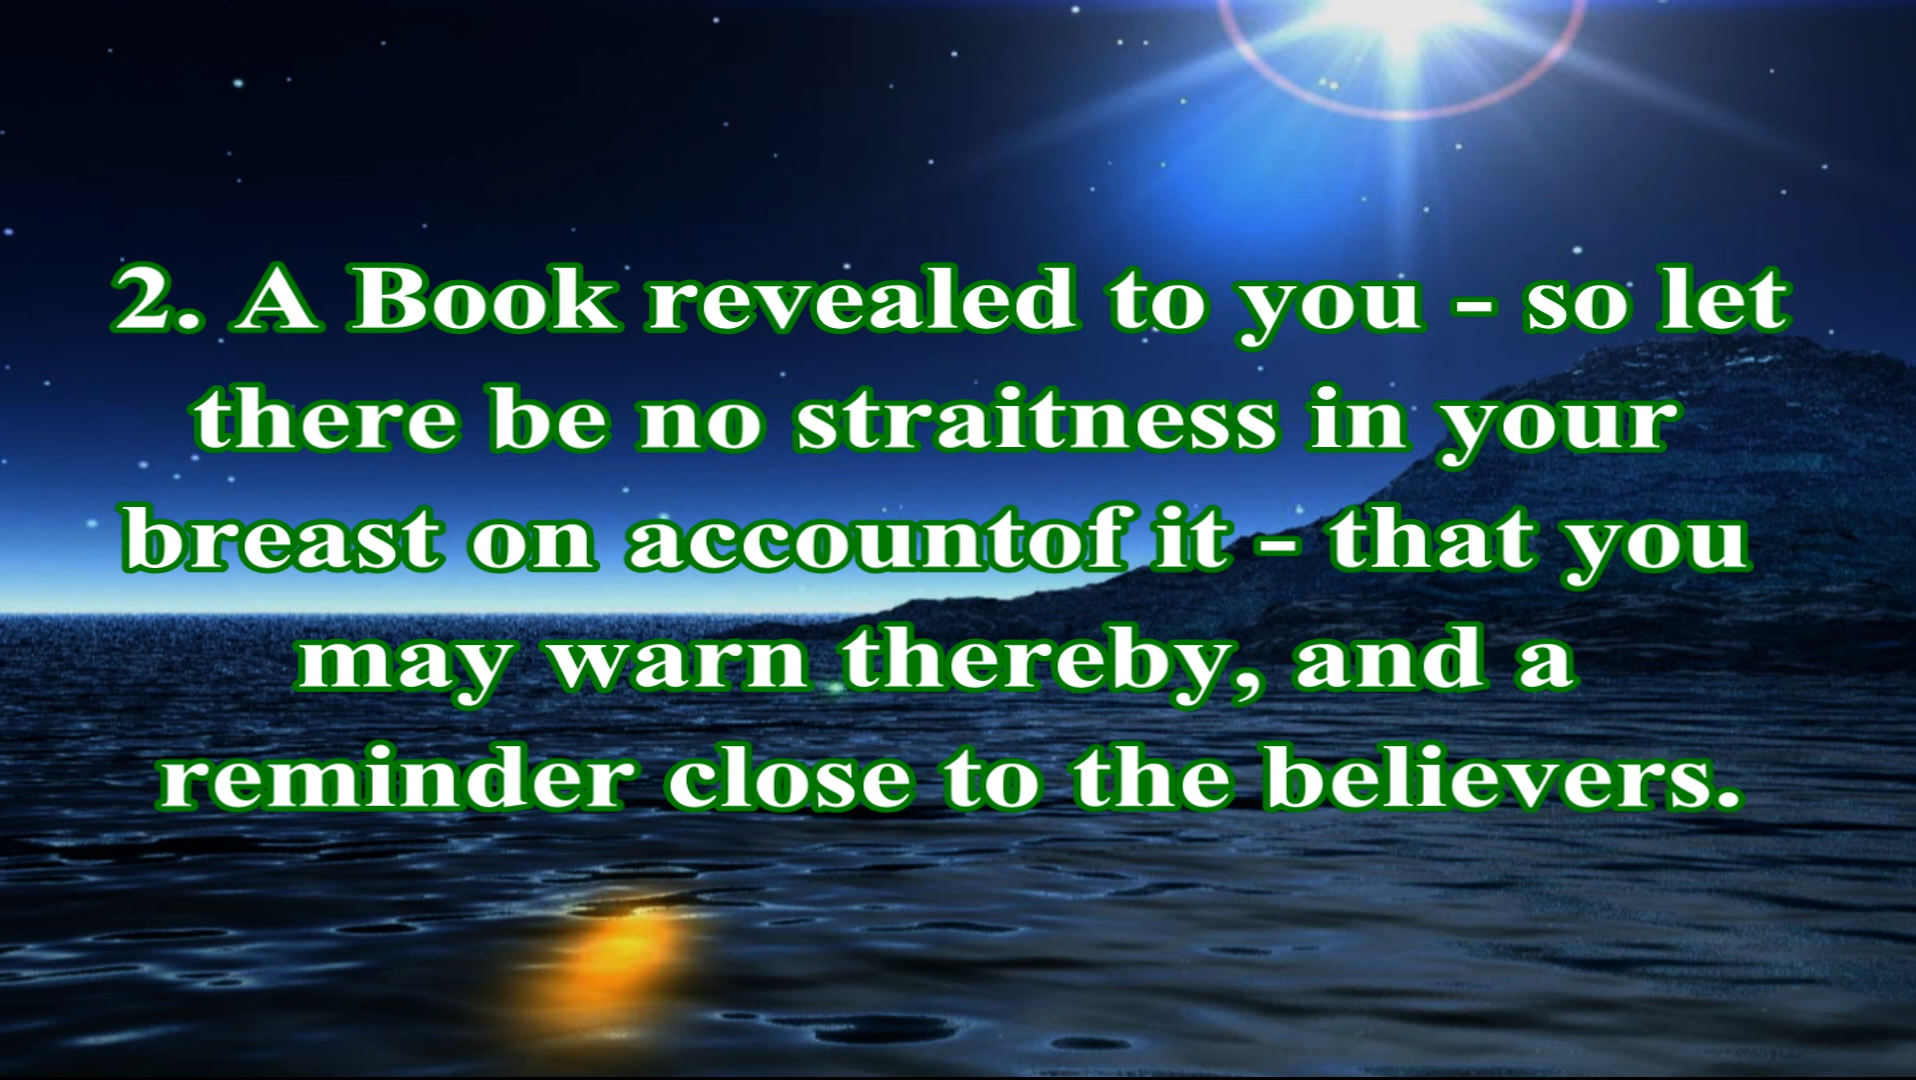 2. A Book revealed to you - so let
there be no straitness in your
breast on accountof it - that you
may warn thereby, and a
reminder close to the believers.